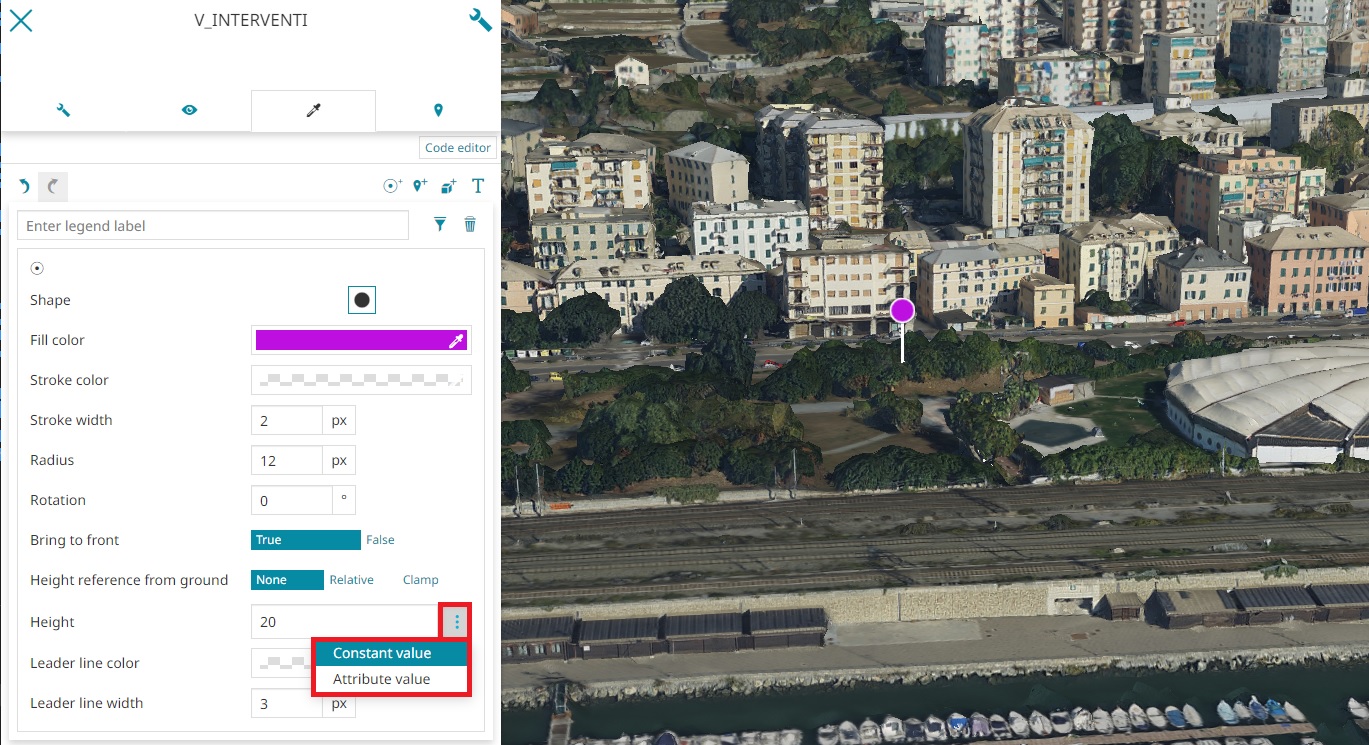 V_INTERVENTI
Code editor
T
Enter legend label
Shape
Fill color
Stroke color
Stroke width 2 px
Radius 12 px
Rotation 0 °
Bring to front True False
Height reference from ground None Relative Clamp
Height 20
Constant value
Leader line color
Attribute value
Leader line width 3 px